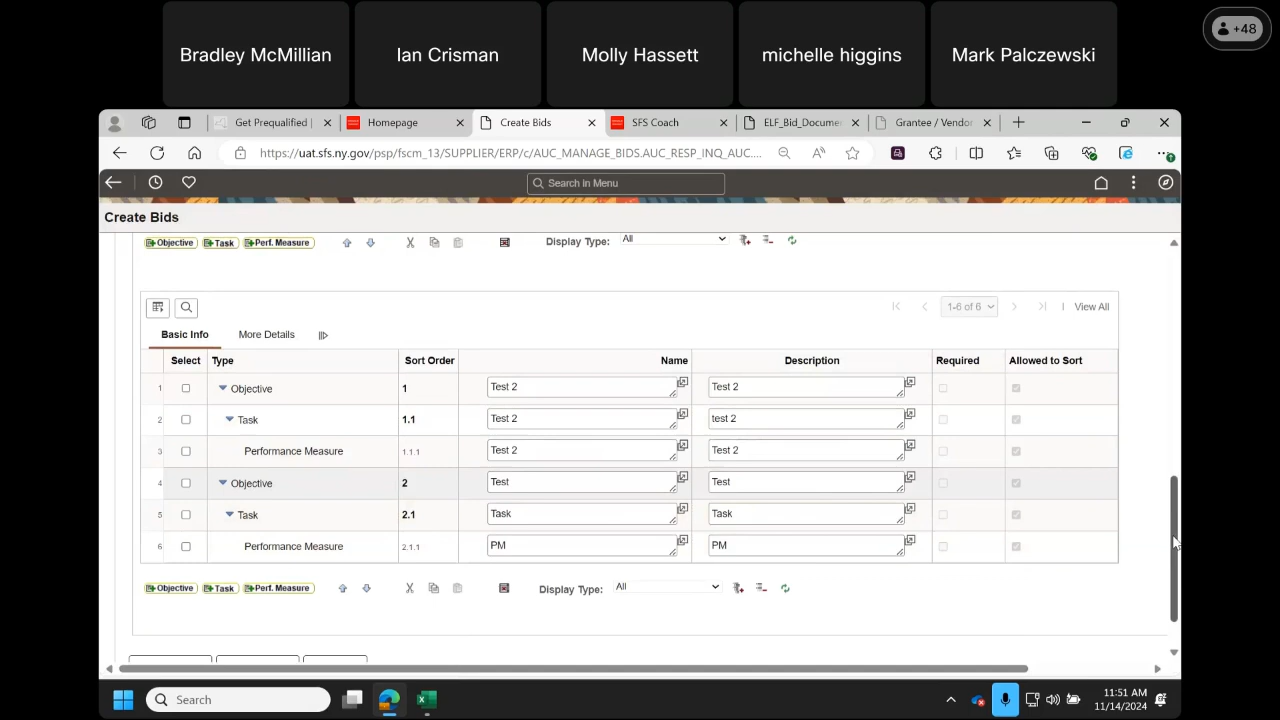 Bradley McMillian
Ian Crisman
Molly Hassett
michelle higgins
Mark Palczewski
+48
Get Prequalified |
Homepage
Create Bids
SFS Coach
ELF_Bid_Docume
Grantee / Vendor
https://uat.sfs.ny.gov/psp/fscm_13/SUPPLIER/ERP/c/AUC_MANAGE_BIDS.AUC_RESP_INQ_AUC....
Search in Menu
Create Bids
Objective Task Perf. Measure Display Type: All
1-6 of 6 | View All
Basic Info More Details
Select Type Sort Order Name Description Required Allowed to Sort
1 Objective 1 Test 2 Test 2
2 Task 1.1 Test 2 test 2
3 Performance Measure 1.1.1 Test 2 Test 2
4 Objective 2 Test Test
5 Task 2.1 Task Task
6 Performance Measure 2.1.1 PM PM
Objective Task Perf. Measure Display Type: All
Search
11:51 AM
11/14/2024